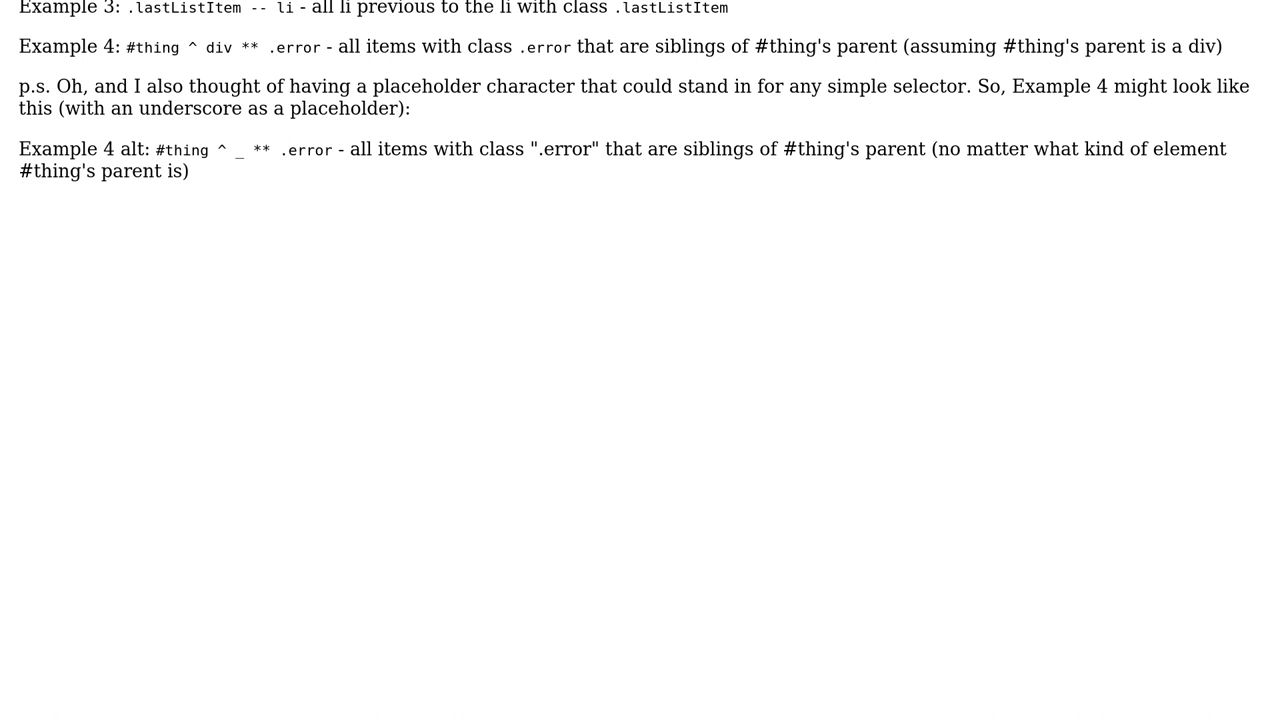 Example 3: .lastListItem -- li - all li previous to the li with class .lastListItem
Example 4: #thing ^ div ** .error - all items with class .error that are siblings of #thing's parent (assuming #thing's parent is a div)
p.s. Oh, and I also thought of having a placeholder character that could stand in for any simple selector. So, Example 4 might look like
this (with an underscore as a placeholder):
Example 4 alt: #thing ^ _ ** .error - all items with class ".error" that are siblings of #thing's parent (no matter what kind of element
#thing's parent is)